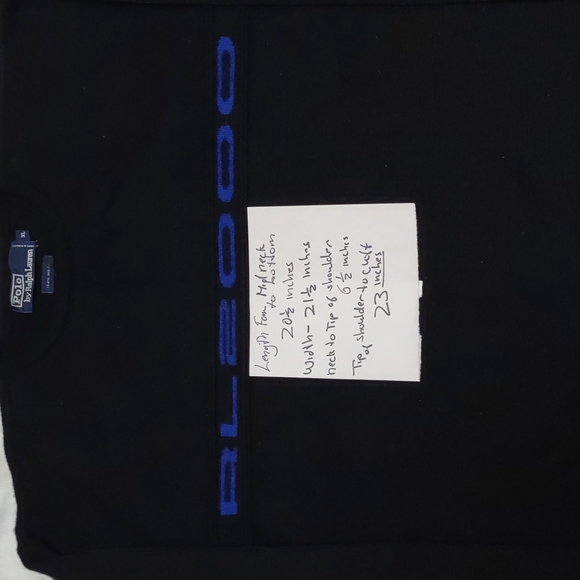 XL
Polo
by Ralph Lauren
RL2000
Length From Mid neck
to bottom
20½ inches
Width - 21½ inches
neck to Tip of shoulder
6½ inches
Tip of shoulder to Cuoff
23 inches